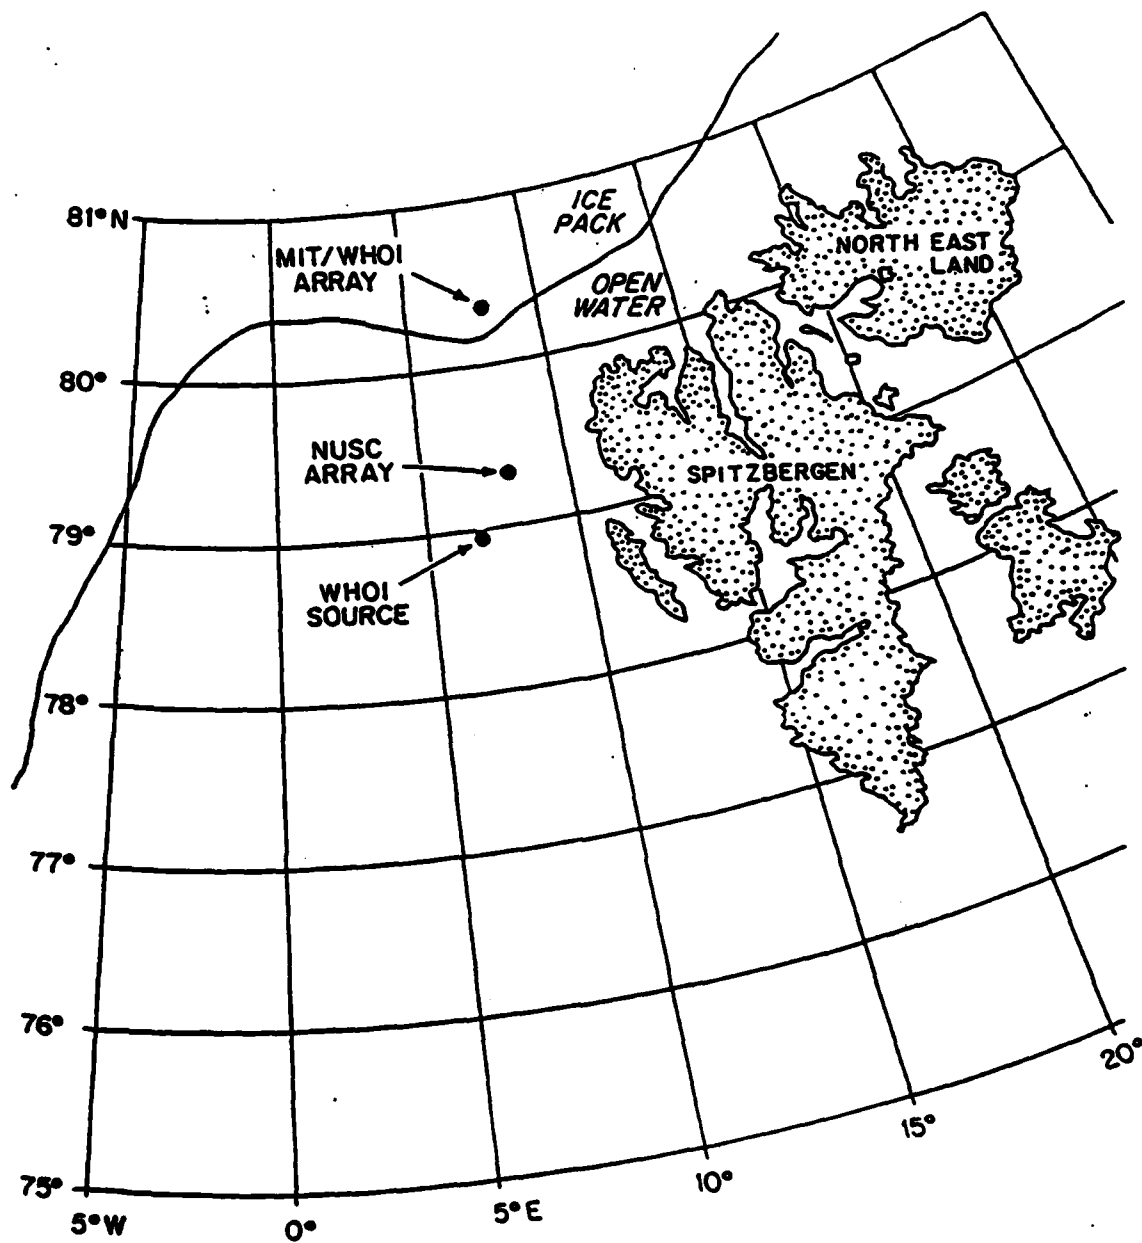 81°N
ICE
PACK
MIT/WHOI
ARRAY
OPEN
WATER
NORTH EAST
LAND
80°
NUSC
ARRAY
SPITZBERGEN
79°
WHOI
SOURCE
78°
77°
76°
75°
5°W
0°
5°E
10°
15°
20°